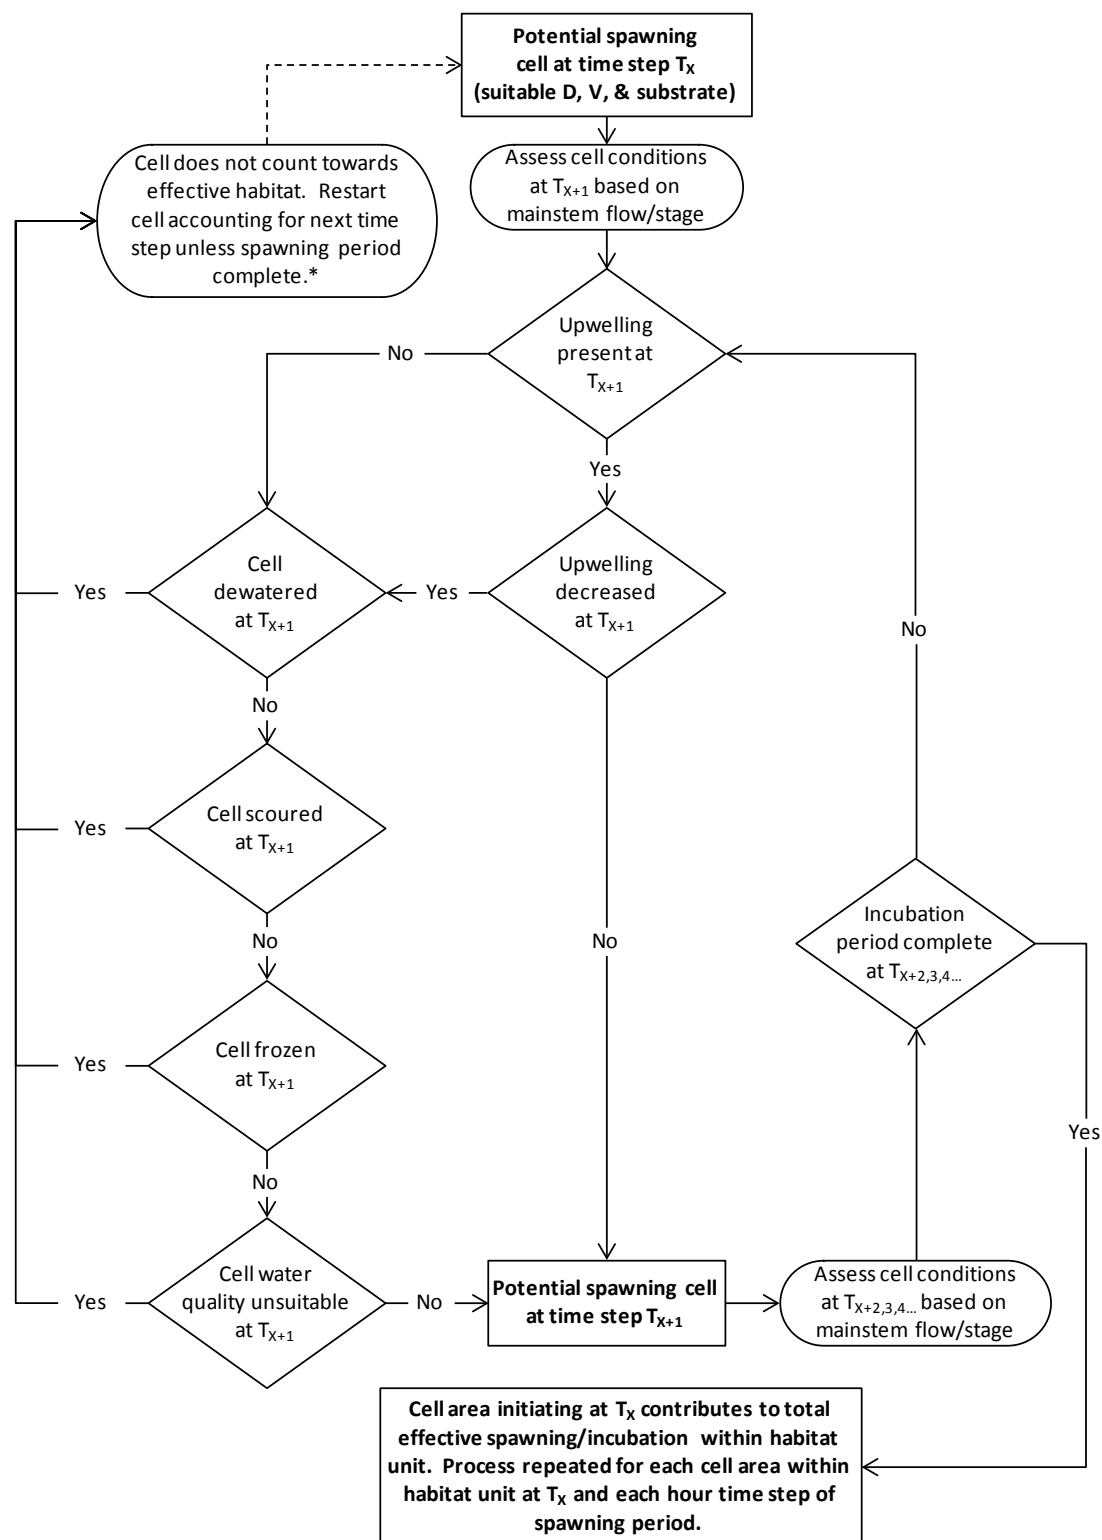 Potential spawning
cell at time step TX
(suitable D, V, & substrate)
Cell does not count towards
effective habitat. Restart
cell accounting for next time
step unless spawning period
complete.*
Assess cell conditions
at TX+1 based on
mainstem flow/stage
Upwelling
present at
TX+1
No
Yes
Cell
dewatered
at TX+1
Yes
Yes
Upwelling
decreased
at TX+1
No
No
Cell scoured
at TX+1
Yes
No
No
Incubation
period complete
at TX+2,3,4...
Cell frozen
at TX+1
Yes
Yes
No
Cell water
quality unsuitable
at TX+1
Yes
No
Potential spawning cell
at time step TX+1
Assess cell conditions
at TX+2,3,4... based on
mainstem flow/stage
Cell area initiating at TX contributes to total
effective spawning/incubation within habitat
unit. Process repeated for each cell area within
habitat unit at TX and each hour time step of
spawning period.